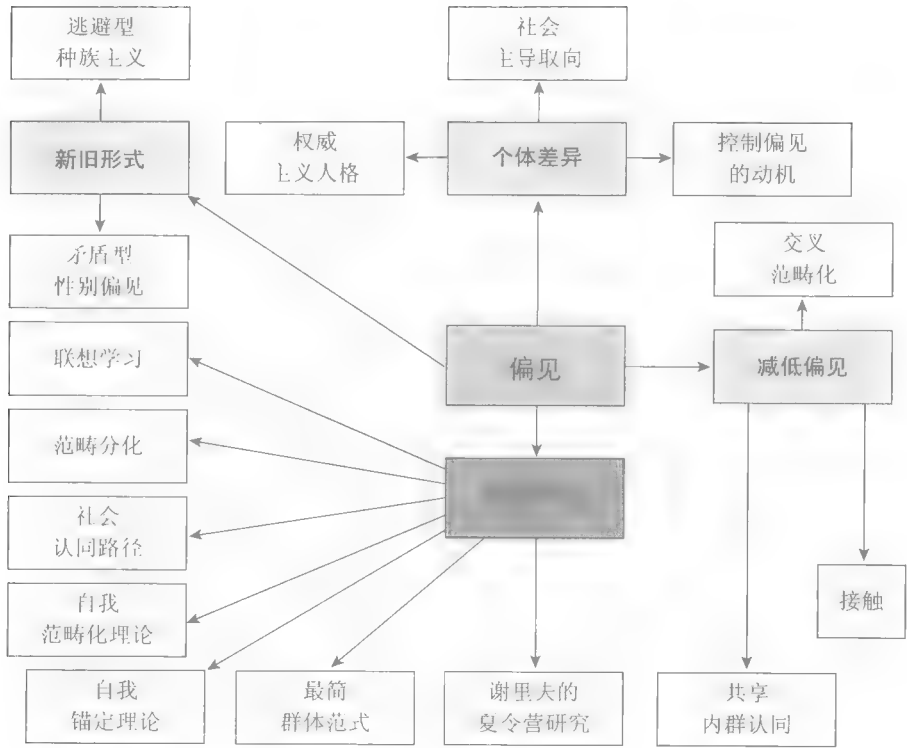 逃避型
种族主义
社会
主导取向
新旧形式
权威
主义人格
个体差异
控制偏见
的动机
矛盾型
性别偏见
交叉
范畴化
联想学习
偏见
减低偏见
范畴分化
社会
认同路径
自我
范畴化理论
接触
自我
锚定理论
最简
群体范式
谢里夫的
夏令营研究
共享
内群认同